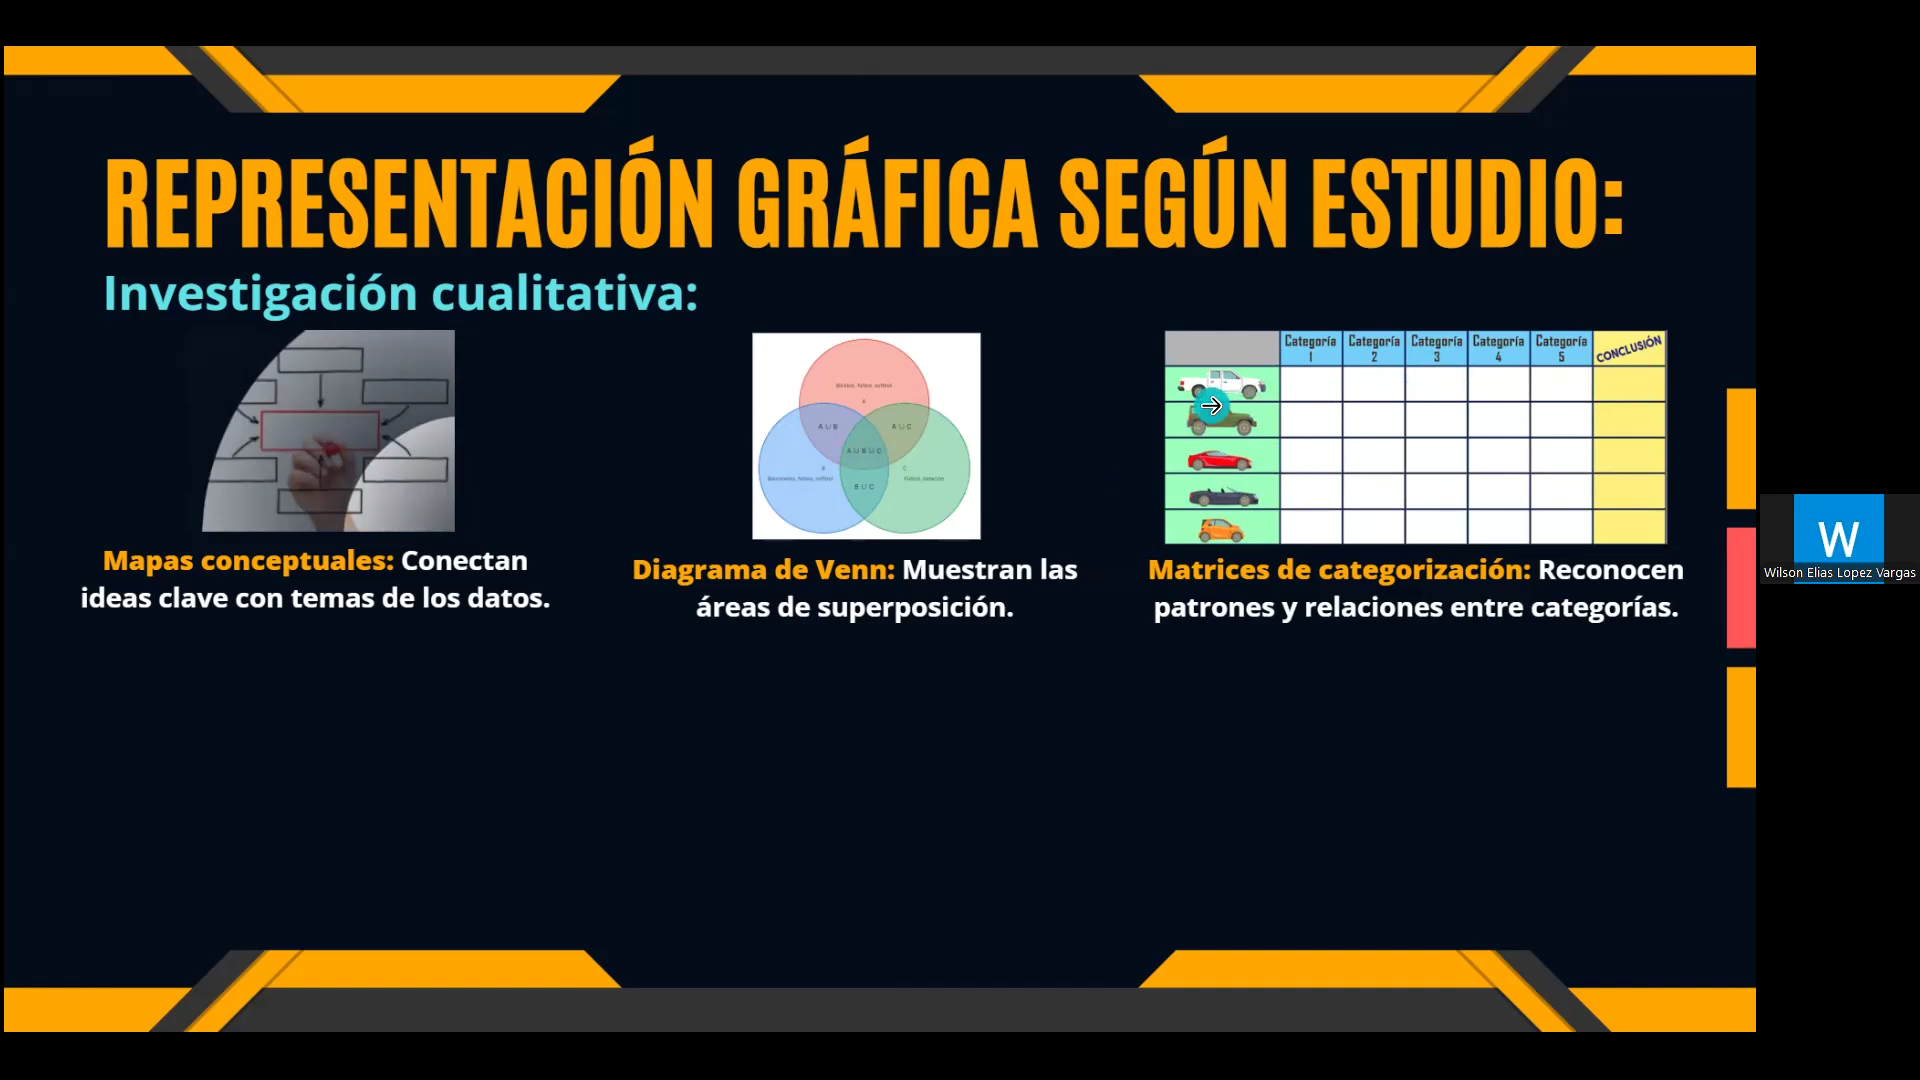 REPRESENTACIÓN GRÁFICA SEGÚN ESTUDIO:
Investigación cualitativa:
A
A U B
A U C
A U B U C
B
C
B U C
Categoría 1
Categoría 2
Categoría 3
Categoría 4
Categoría 5
CONCLUSIÓN
Mapas conceptuales: Conectan
ideas clave con temas de los datos.
Diagrama de Venn: Muestran las
áreas de superposición.
Matrices de categorización: Reconocen
patrones y relaciones entre categorías.
W
Wilson Elias Lopez Vargas